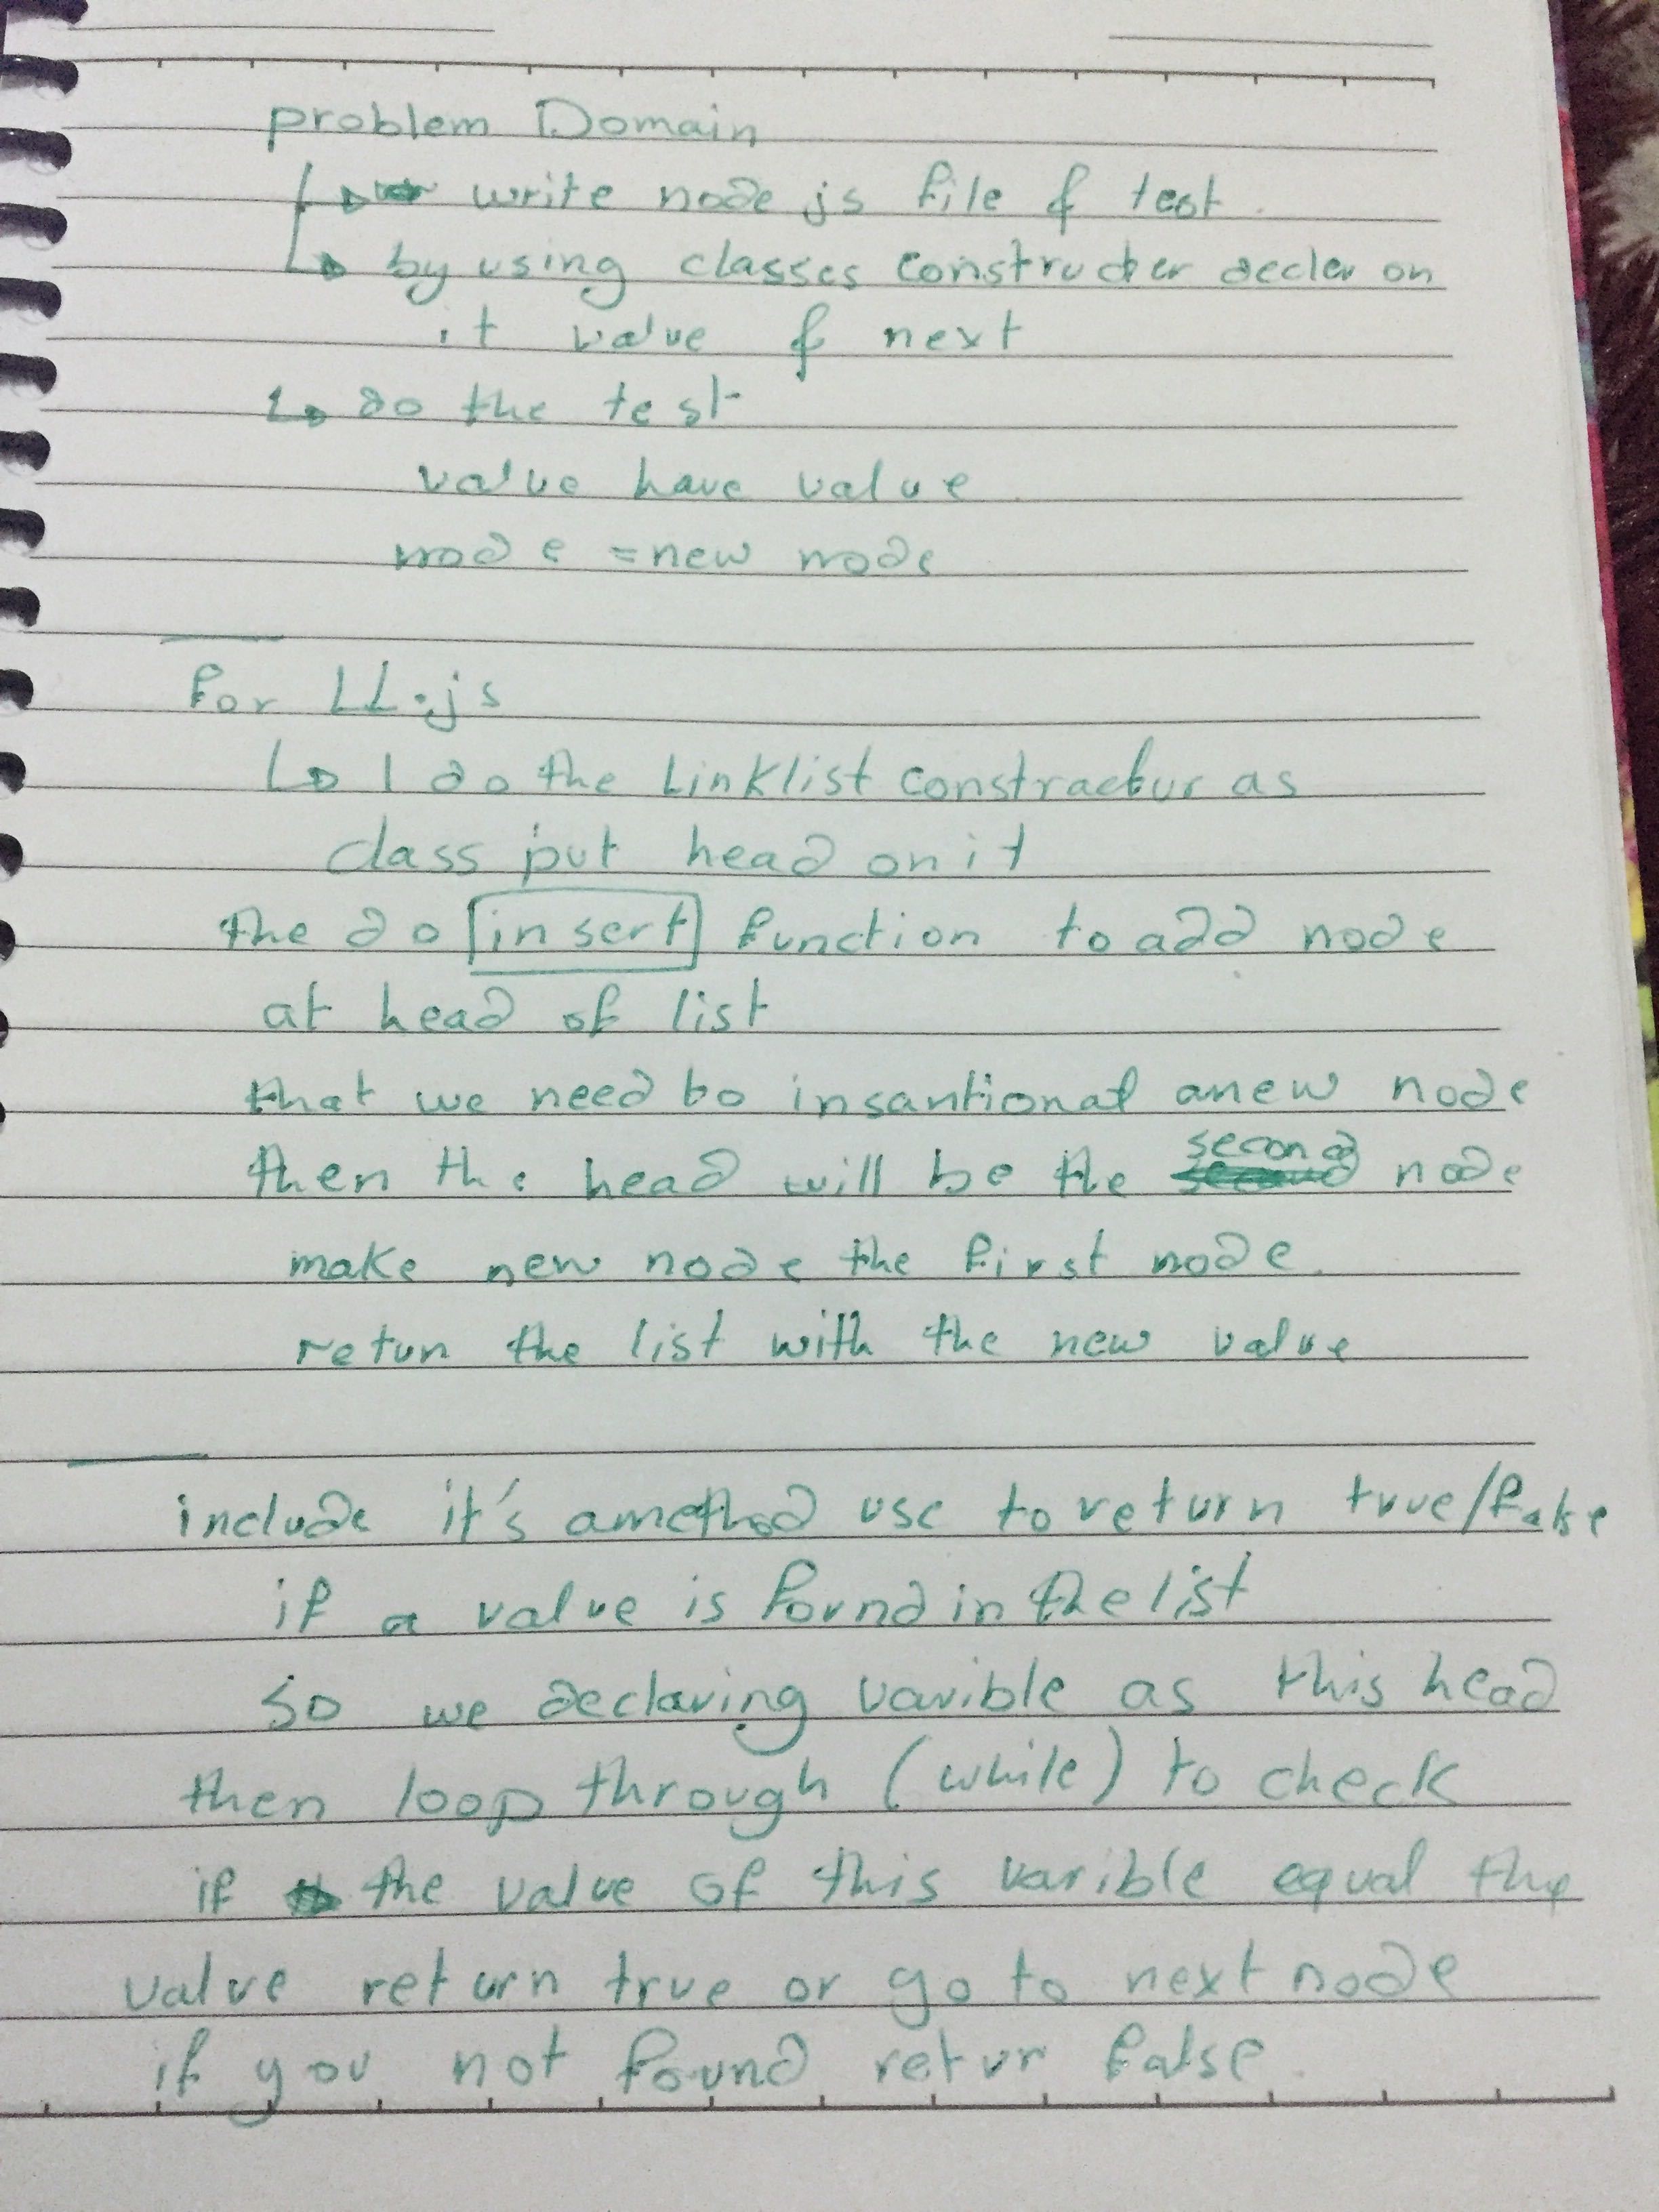 problem Domain
write node js file & test.
by using classes constructer decler on
it value & next
do the test
value have value
node = new node
for LL.js
I do the Linklist constractur as
class put head on it
the do insert function to add node
at head of list
that we need to insantionat anew node
then the head will be the second node
make new node the first node.
retun the list with the new value
include it's amethod use to return true/false
if a value is found in the list
so we declaring varible as this head
then loop through (while) to check
if the value of this varible equal the
value return true or go to next node
if you not found retur false.